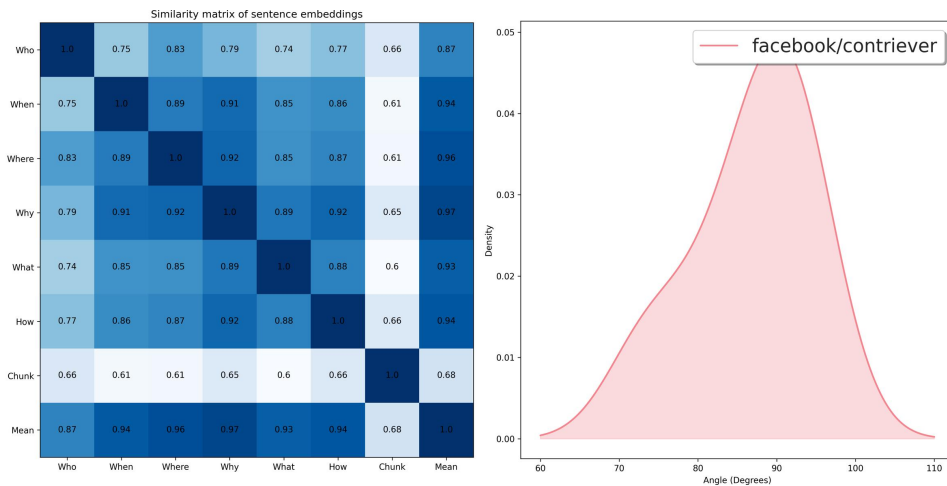 Similarity matrix of sentence embeddings
Who 1.0 0.75 0.83 0.79 0.74 0.77 0.66 0.87
When 0.75 1.0 0.89 0.91 0.85 0.86 0.61 0.94
Where 0.83 0.89 1.0 0.92 0.85 0.87 0.61 0.96
Why 0.79 0.91 0.92 1.0 0.89 0.92 0.65 0.97
What 0.74 0.85 0.85 0.89 1.0 0.88 0.6 0.93
How 0.77 0.86 0.87 0.92 0.88 1.0 0.66 0.94
Chunk 0.66 0.61 0.61 0.65 0.6 0.66 1.0 0.68
Mean 0.87 0.94 0.96 0.97 0.93 0.94 0.68 1.0
Who When Where Why What How Chunk Mean
facebook/contriever
0.05
0.04
0.03
0.02
0.01
0.00
Density
60 70 80 90 100 110
Angle (Degrees)